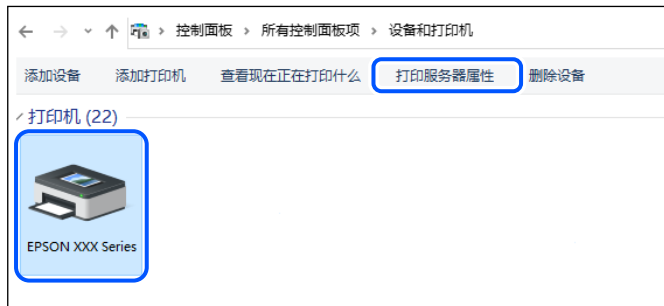 控制面板 › 所有控制面板项 › 设备和打印机
添加设备 添加打印机 查看现在正在打印什么 打印服务器属性 删除设备
打印机 (22)
EPSON XXX Series